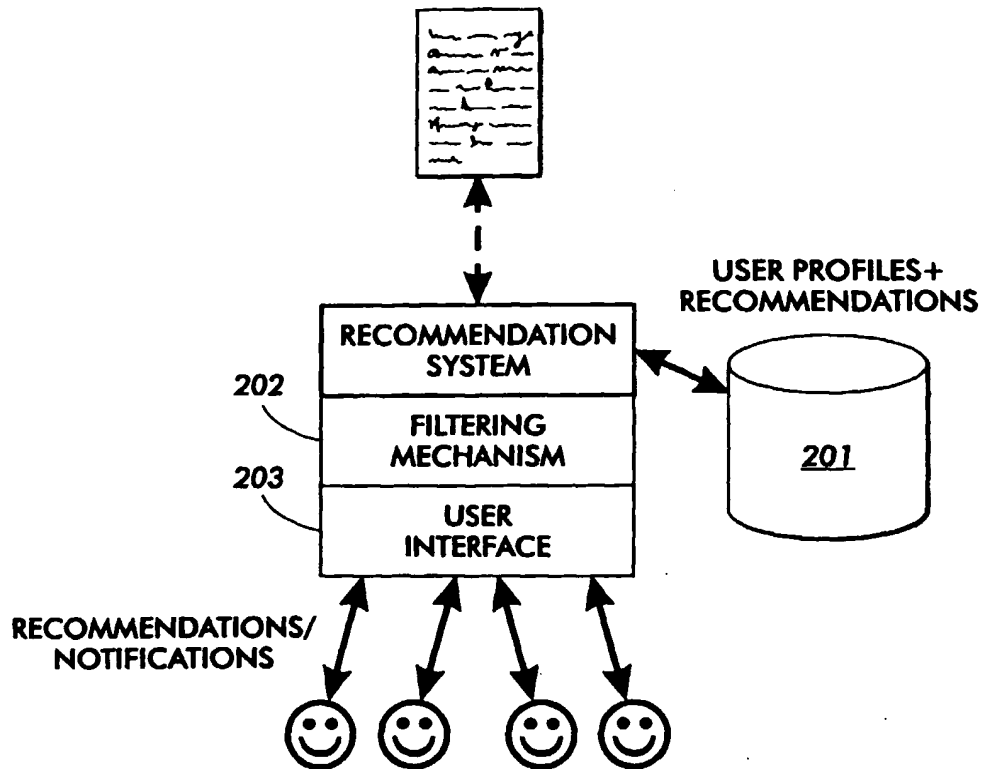 USER PROFILES+
RECOMMENDATIONS
RECOMMENDATION
SYSTEM
202
FILTERING
MECHANISM
201
203
USER
INTERFACE
RECOMMENDATIONS/
NOTIFICATIONS